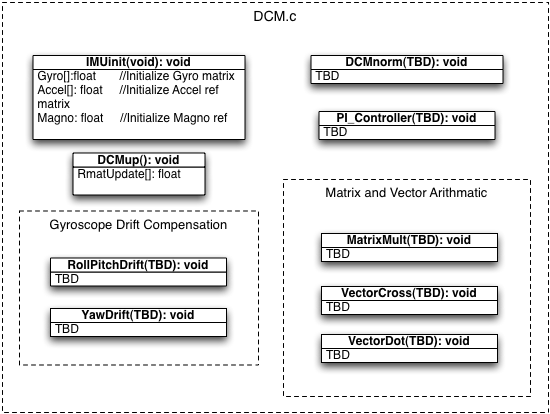 DCM.c
IMUinit(void): void
Gyro[]:float //Initialize Gyro matrix
Accel[]: float //Initialize Accel ref
matrix
Magno: float //Initialize Magno ref
DCMup(): void
RmatUpdate[]: float
Gyroscope Drift Compensation
RollPitchDrift(TBD): void
TBD
YawDrift(TBD): void
TBD
DCMnorm(TBD): void
TBD
PI_Controller(TBD): void
TBD
Matrix and Vector Arithmatic
MatrixMult(TBD): void
TBD
VectorCross(TBD): void
TBD
VectorDot(TBD): void
TBD